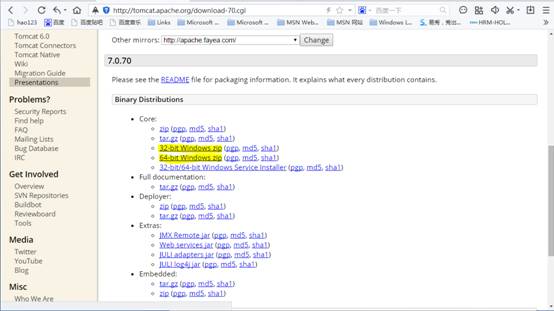 http://tomcat.apache.org/download-70.cgi
百度一下
hao123
百度
百度贴吧
百度音乐
Links
Microsoft ...
Microsoft ...
MSN Web...
MSN 网站
Windows L...
HRM-HOL...
Tomcat 6.0
Tomcat Connectors
Tomcat Native
Wiki
Migration Guide
Presentations
Problems?
Security Reports
Find help
FAQ
Mailing Lists
Bug Database
IRC
Get Involved
Overview
SVN Repositories
Buildbot
Reviewboard
Tools
Media
Twitter
YouTube
Blog
Misc
Who We Are
Other mirrors: http://apache.fayea.com/ Change
7.0.70
Please see the README file for packaging information. It explains what every distribution contains.
Binary Distributions
Core:
zip (pgp, md5, sha1)
tar.gz (pgp, md5, sha1)
32-bit Windows zip (pgp, md5, sha1)
64-bit Windows zip (pgp, md5, sha1)
32-bit/64-bit Windows Service Installer (pgp, md5, sha1)
Full documentation:
tar.gz (pgp, md5, sha1)
Deployer:
zip (pgp, md5, sha1)
tar.gz (pgp, md5, sha1)
Extras:
JMX Remote jar (pgp, md5, sha1)
Web services jar (pgp, md5, sha1)
JULI adapters jar (pgp, md5, sha1)
JULI log4j jar (pgp, md5, sha1)
Embedded:
tar.gz (pgp, md5, sha1)
zip (pgp, md5, sha1)